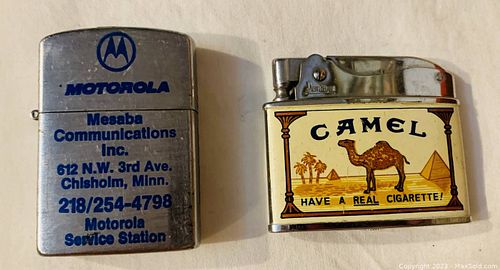 MOTOROLA
Mesaba
Communications
Inc.
612 N.W. 3rd Ave.
Chisholm, Minn.
218/254-4798
Motorola
Service Station
CAMEL
HAVE A REAL CIGARETTE!
Copyright 2023 - MaxSold.com